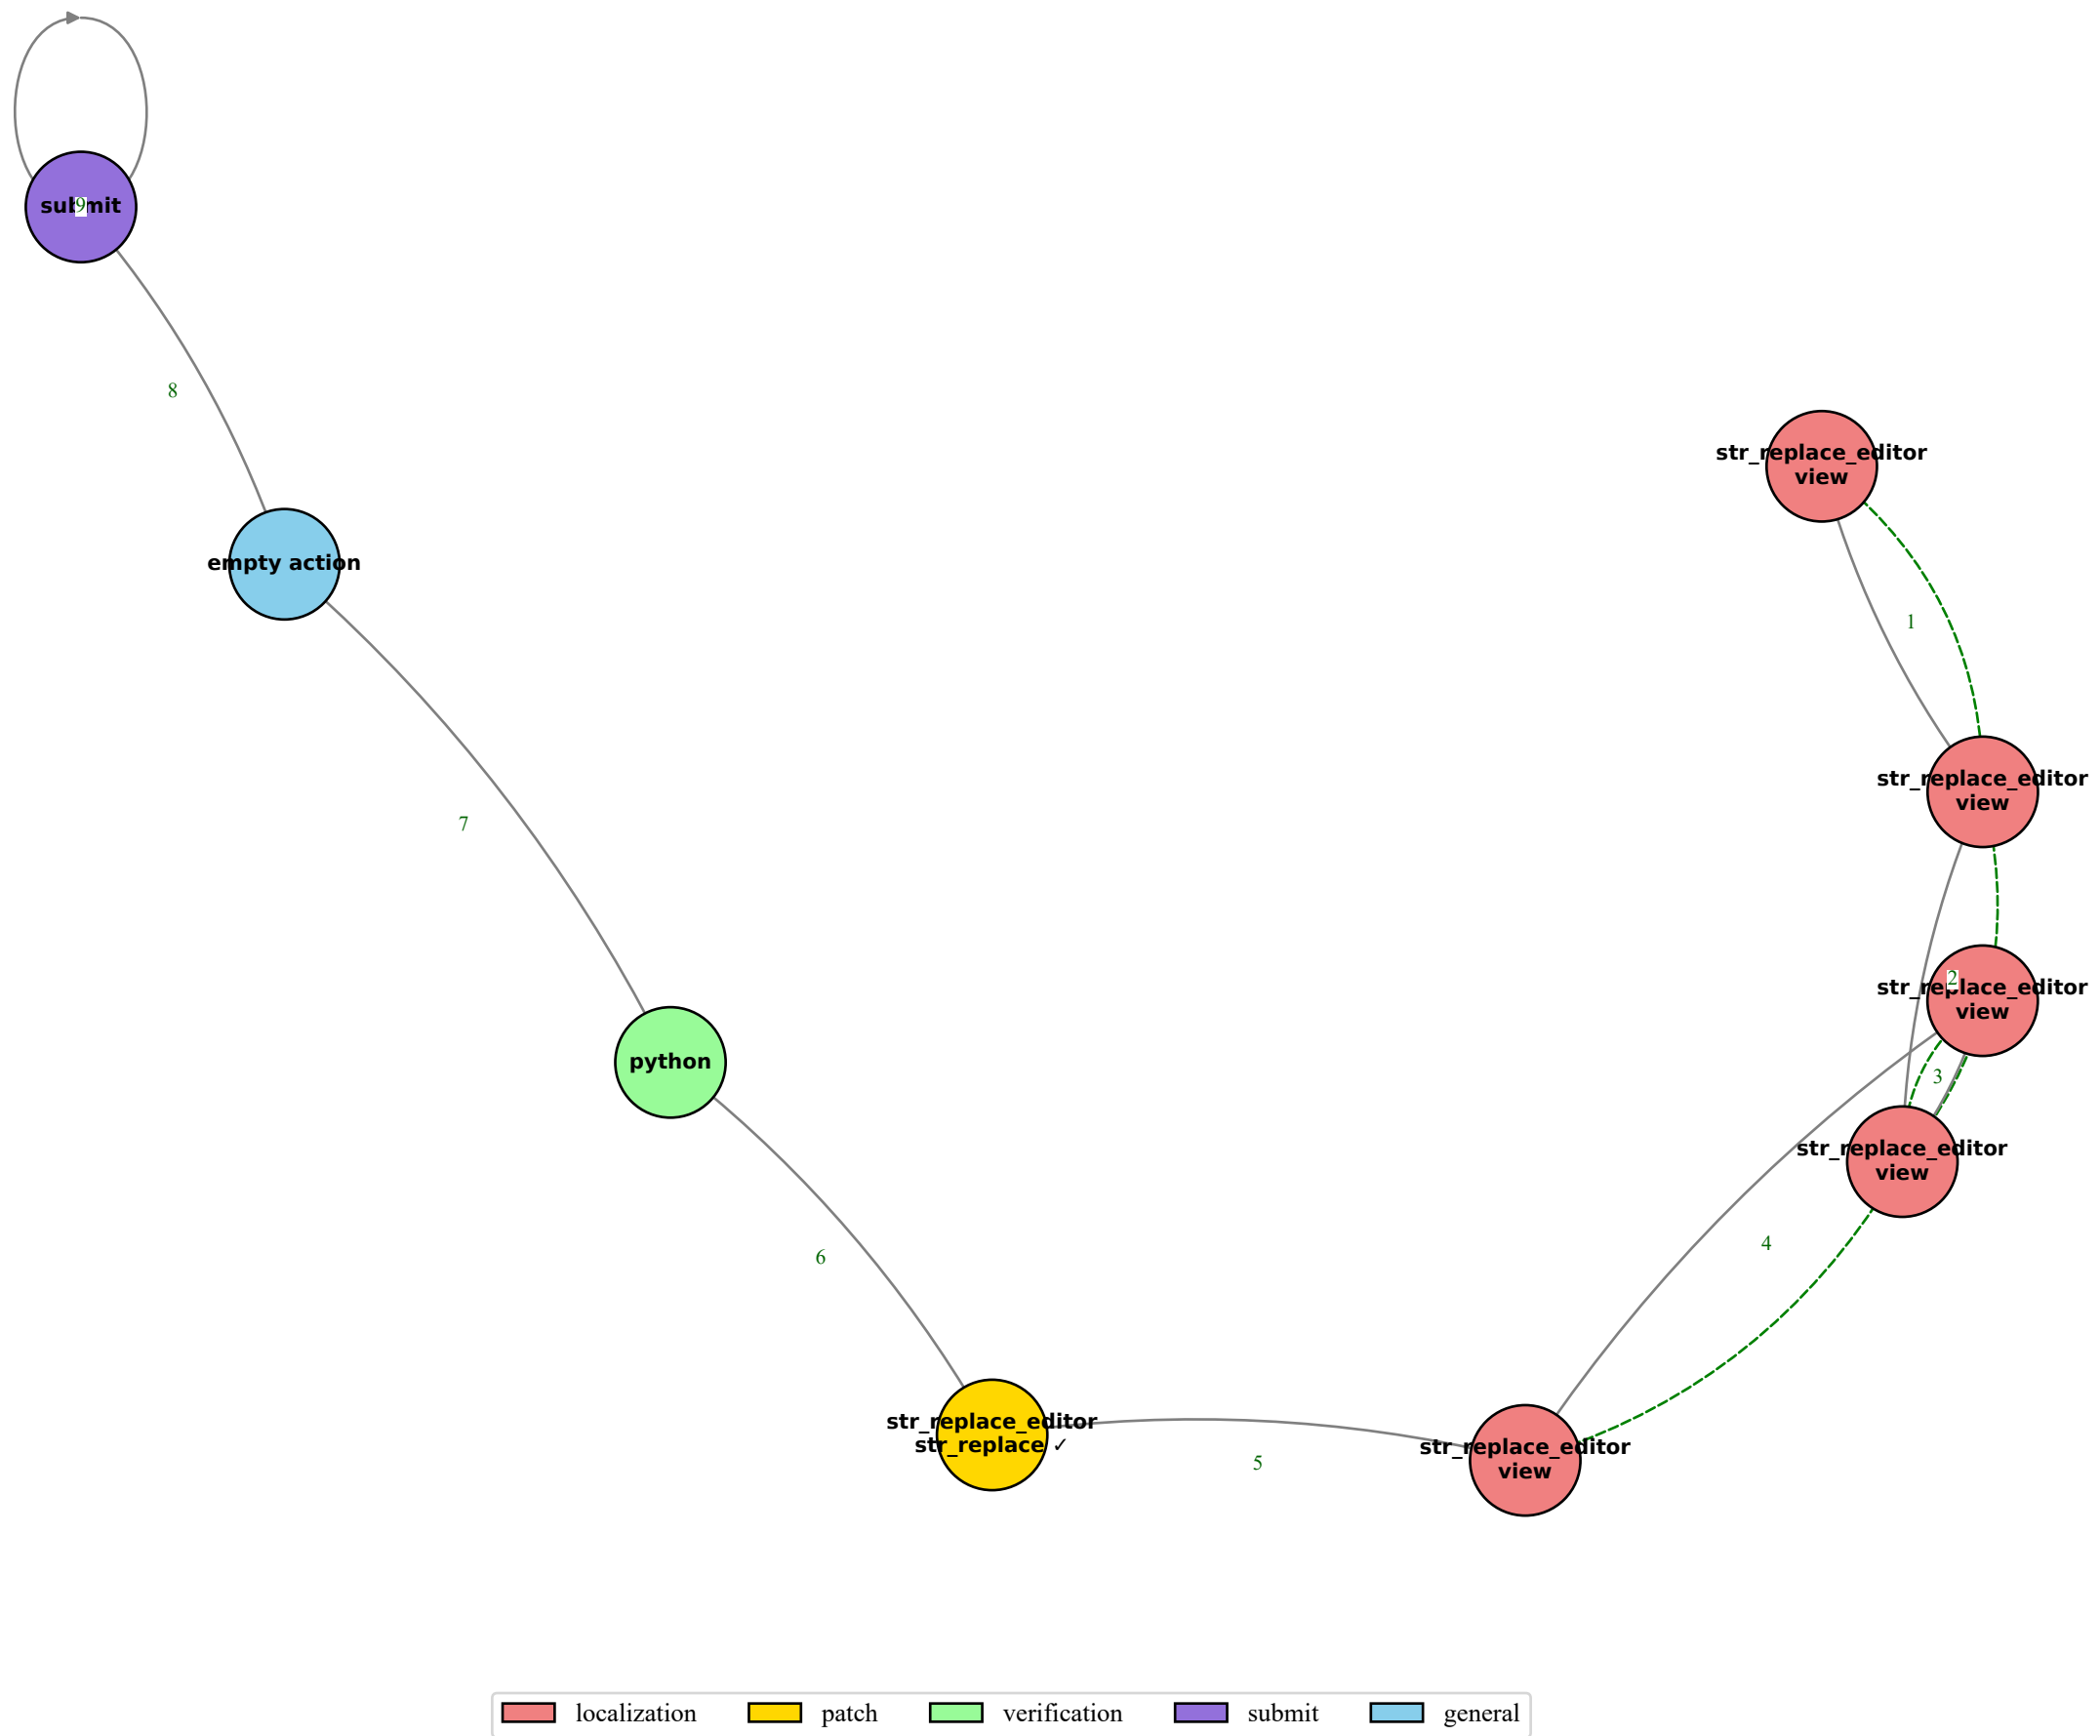 submit
9
8
empty action
str_replace_editor
view
1
7
str_replace_editor
view
2
str_replace_editor
view
python
3
str_replace_editor
view
4
6
str_replace_editor
str_replace ✓
5
str_replace_editor
view
localization
patch
verification
submit
general